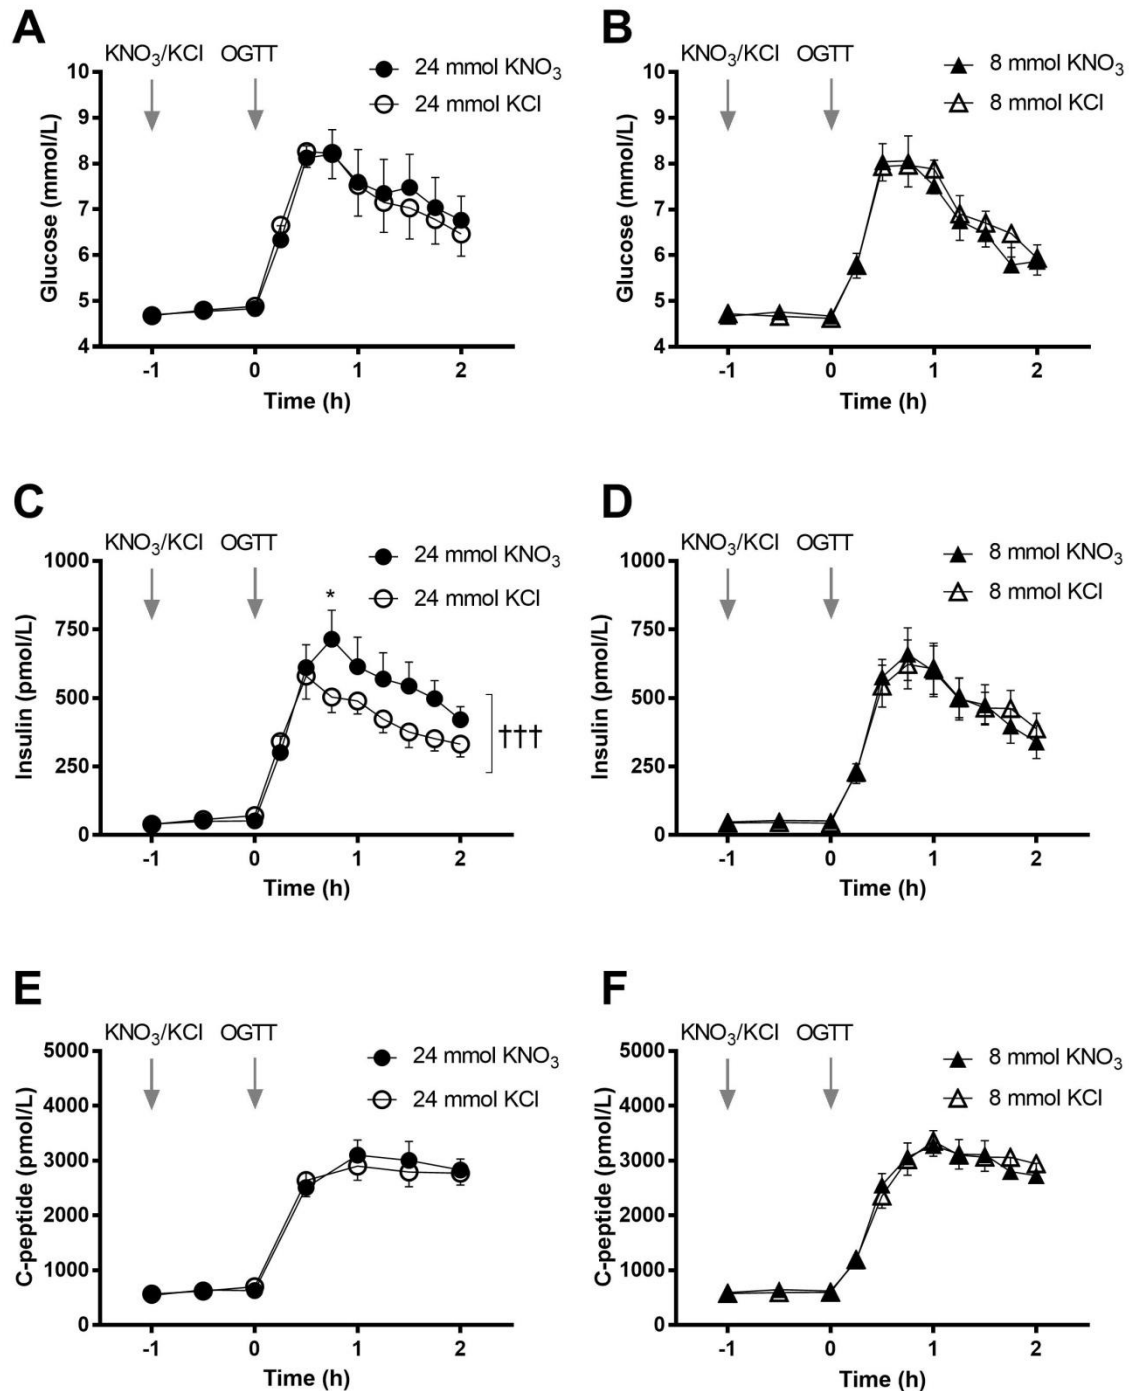 A
KNO₃/KCl OGTT
24 mmol KNO₃
24 mmol KCl
Glucose (mmol/L)
10
9
8
7
6
5
4
-1 0 1 2
Time (h)
B
KNO₃/KCl OGTT
8 mmol KNO₃
8 mmol KCl
Glucose (mmol/L)
10
9
8
7
6
5
4
-1 0 1 2
Time (h)
C
KNO₃/KCl OGTT
24 mmol KNO₃
24 mmol KCl
Insulin (pmol/L)
1000
750
500
250
0
*
†††
-1 0 1 2
Time (h)
D
KNO₃/KCl OGTT
8 mmol KNO₃
8 mmol KCl
Insulin (pmol/L)
1000
750
500
250
0
-1 0 1 2
Time (h)
E
KNO₃/KCl OGTT
24 mmol KNO₃
24 mmol KCl
C-peptide (pmol/L)
5000
4000
3000
2000
1000
0
-1 0 1 2
Time (h)
F
KNO₃/KCl OGTT
8 mmol KNO₃
8 mmol KCl
C-peptide (pmol/L)
5000
4000
3000
2000
1000
0
-1 0 1 2
Time (h)